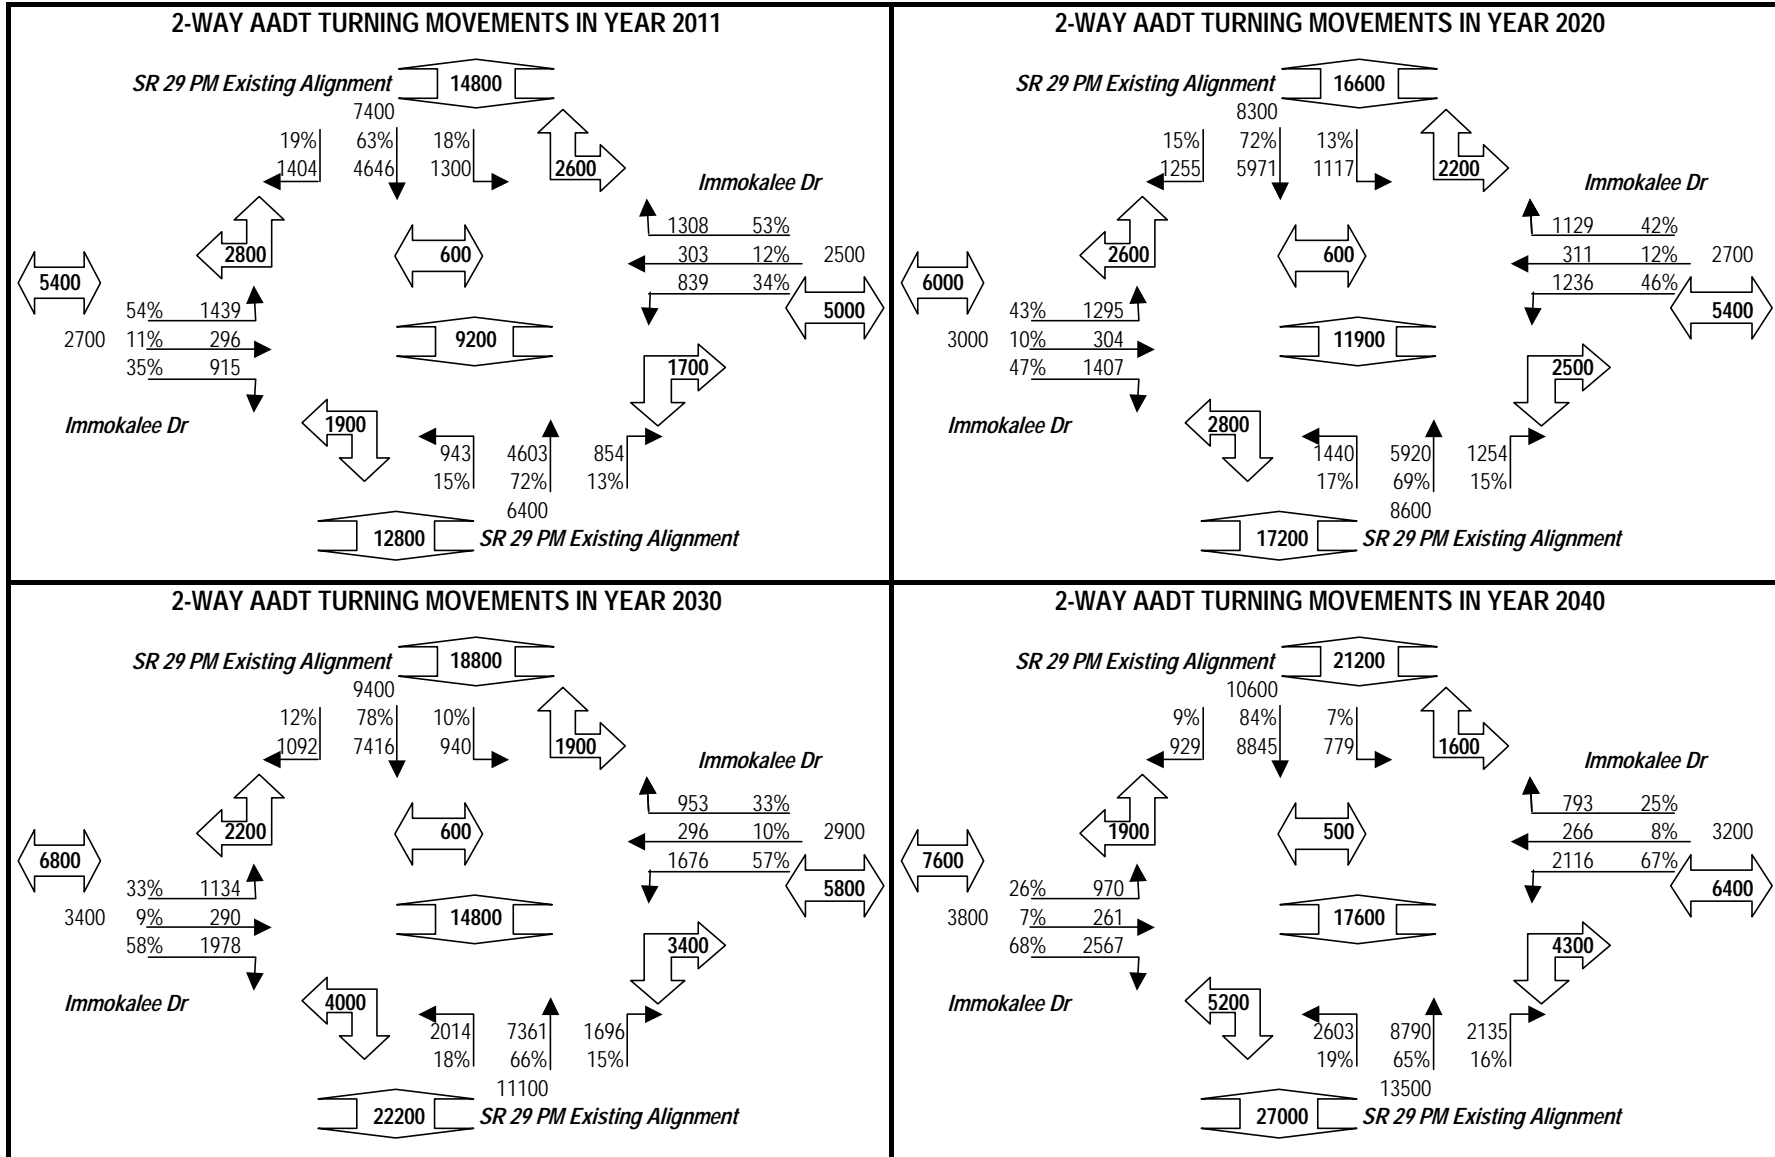 2-WAY AADT TURNING MOVEMENTS IN YEAR 2011
SR 29 PM Existing Alignment 14800
7400
19% 63% 18%
1404 4646 1300 2600
Immokalee Dr
1308 53%
2800 600 303 12% 2500
5400
839 34%
54% 1439 5000
2700 11% 296 9200
35% 915 1700
Immokalee Dr 1900
943 4603 854
15% 72% 13%
6400
12800 SR 29 PM Existing Alignment
2-WAY AADT TURNING MOVEMENTS IN YEAR 2020
SR 29 PM Existing Alignment 16600
8300
15% 72% 13%
1255 5971 1117 2200
Immokalee Dr
1129 42%
2600 600 311 12% 2700
6000
1236 46%
43% 1295 5400
3000 10% 304 11900
47% 1407 2500
Immokalee Dr 2800
1440 5920 1254
17% 69% 15%
8600
17200 SR 29 PM Existing Alignment
2-WAY AADT TURNING MOVEMENTS IN YEAR 2030
SR 29 PM Existing Alignment 18800
9400
12% 78% 10%
1092 7416 940 1900
Immokalee Dr
953 33%
2200 600 296 10% 2900
6800
1676 57%
33% 1134 5800
3400 9% 290 14800
58% 1978 3400
Immokalee Dr 4000
2014 7361 1696
18% 66% 15%
11100
22200 SR 29 PM Existing Alignment
2-WAY AADT TURNING MOVEMENTS IN YEAR 2040
SR 29 PM Existing Alignment 21200
10600
9% 84% 7%
929 8845 779 1600
Immokalee Dr
793 25%
1900 500 266 8% 3200
7600
2116 67%
26% 970 6400
3800 7% 261 17600
68% 2567 4300
Immokalee Dr 5200
2603 8790 2135
19% 65% 16%
13500
27000 SR 29 PM Existing Alignment